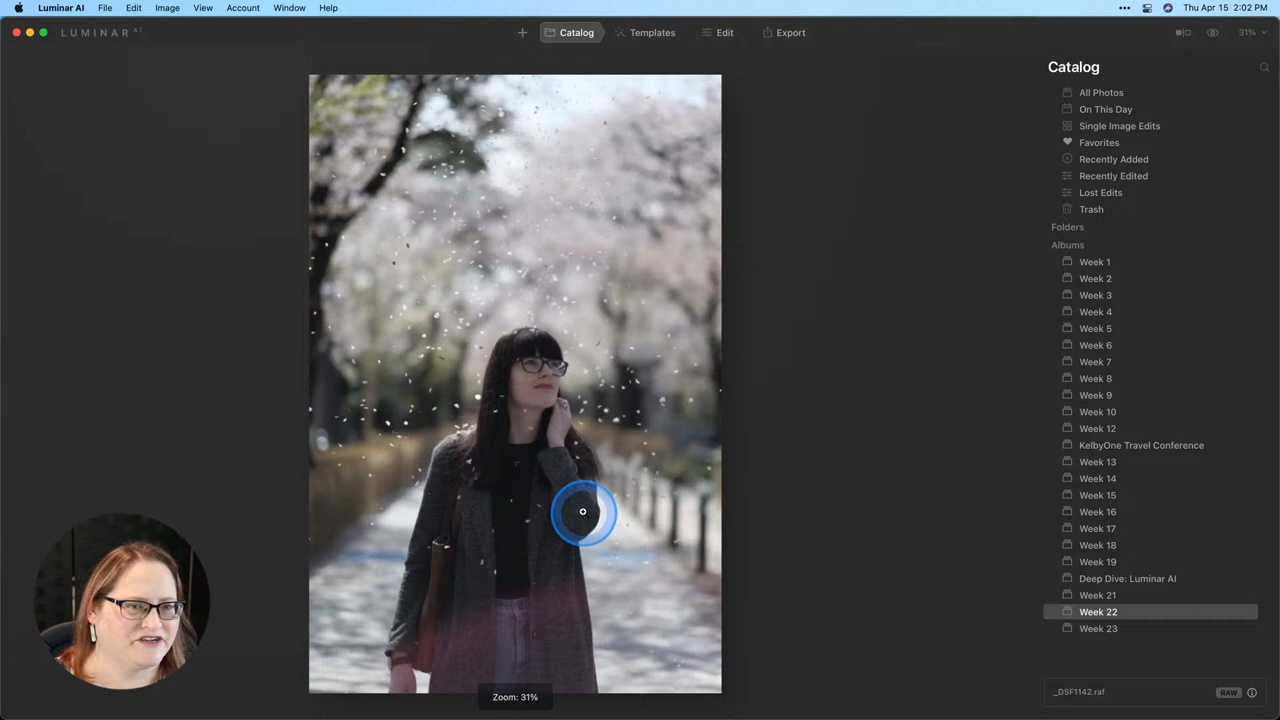 Luminar AI File Edit Image View Account Window Help Thu Apr 15 2:02 PM
LUMINAR AI Catalog Templates Edit Export 31%
Catalog
All Photos
On This Day
Single Image Edits
Favorites
Recently Added
Recently Edited
Lost Edits
Trash
Folders
Albums
Week 1
Week 2
Week 3
Week 4
Week 5
Week 6
Week 7
Week 8
Week 9
Week 10
Week 12
KelbyOne Travel Conference
Week 13
Week 14
Week 15
Week 16
Week 17
Week 18
Week 19
Deep Dive: Luminar AI
Week 21
Week 22
Week 23
_DSF1142.raf RAW
Zoom: 31%